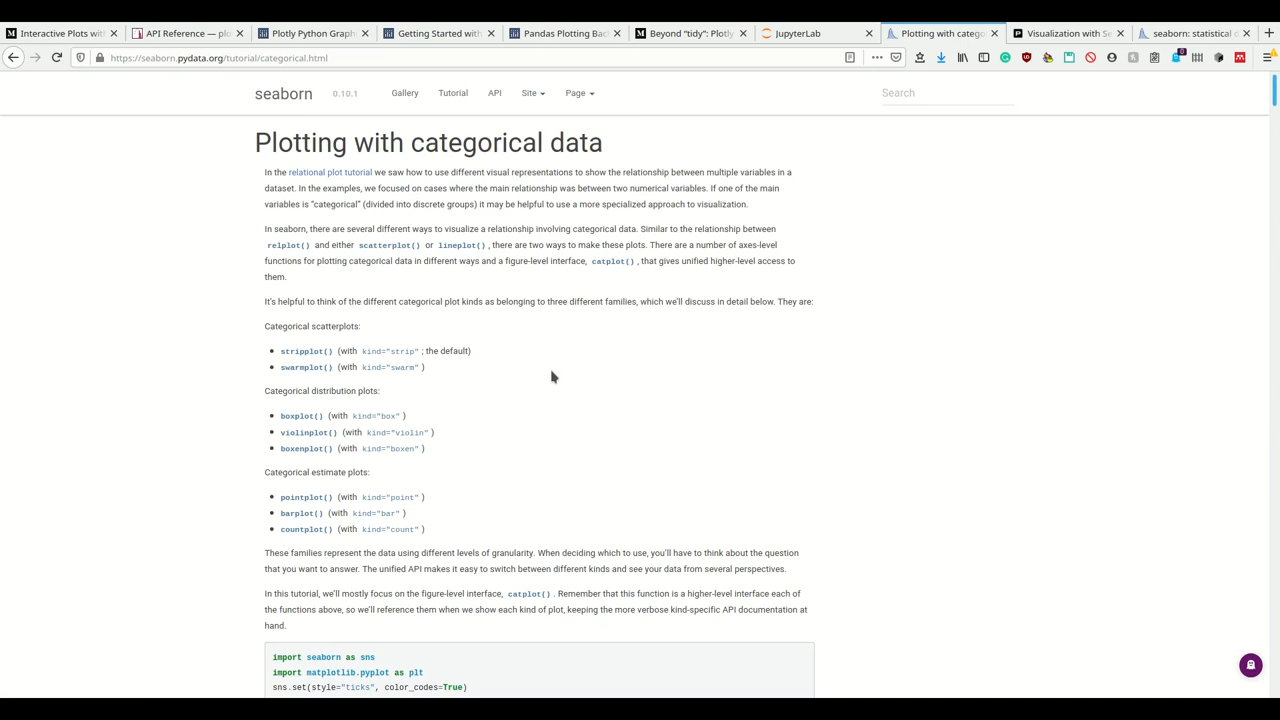 Interactive Plots with
API Reference — plo
Plotly Python Graphi
Getting Started with
Pandas Plotting Bac
Beyond “tidy”: Plotly
JupyterLab
Plotting with catego
Visualization with Se
seaborn: statistical d
https://seaborn.pydata.org/tutorial/categorical.html
seaborn 0.10.1 Gallery Tutorial API Site Page Search
Plotting with categorical data
In the relational plot tutorial we saw how to use different visual representations to show the relationship between multiple variables in a
dataset. In the examples, we focused on cases where the main relationship was between two numerical variables. If one of the main
variables is “categorical” (divided into discrete groups) it may be helpful to use a more specialized approach to visualization.
In seaborn, there are several different ways to visualize a relationship involving categorical data. Similar to the relationship between
relplot() and either scatterplot() or lineplot(), there are two ways to make these plots. There are a number of axes-level
functions for plotting categorical data in different ways and a figure-level interface, catplot(), that gives unified higher-level access to
them.
It’s helpful to think of the different categorical plot kinds as belonging to three different families, which we’ll discuss in detail below. They are:
Categorical scatterplots:
stripplot() (with kind="strip"; the default)
swarmplot() (with kind="swarm")
Categorical distribution plots:
boxplot() (with kind="box")
violinplot() (with kind="violin")
boxenplot() (with kind="boxen")
Categorical estimate plots:
pointplot() (with kind="point")
barplot() (with kind="bar")
countplot() (with kind="count")
These families represent the data using different levels of granularity. When deciding which to use, you’ll have to think about the question
that you want to answer. The unified API makes it easy to switch between different kinds and see your data from several perspectives.
In this tutorial, we’ll mostly focus on the figure-level interface, catplot(). Remember that this function is a higher-level interface each of
the functions above, so we’ll reference them when we show each kind of plot, keeping the more verbose kind-specific API documentation at
hand.
import seaborn as sns
import matplotlib.pyplot as plt
sns.set(style="ticks", color_codes=True)